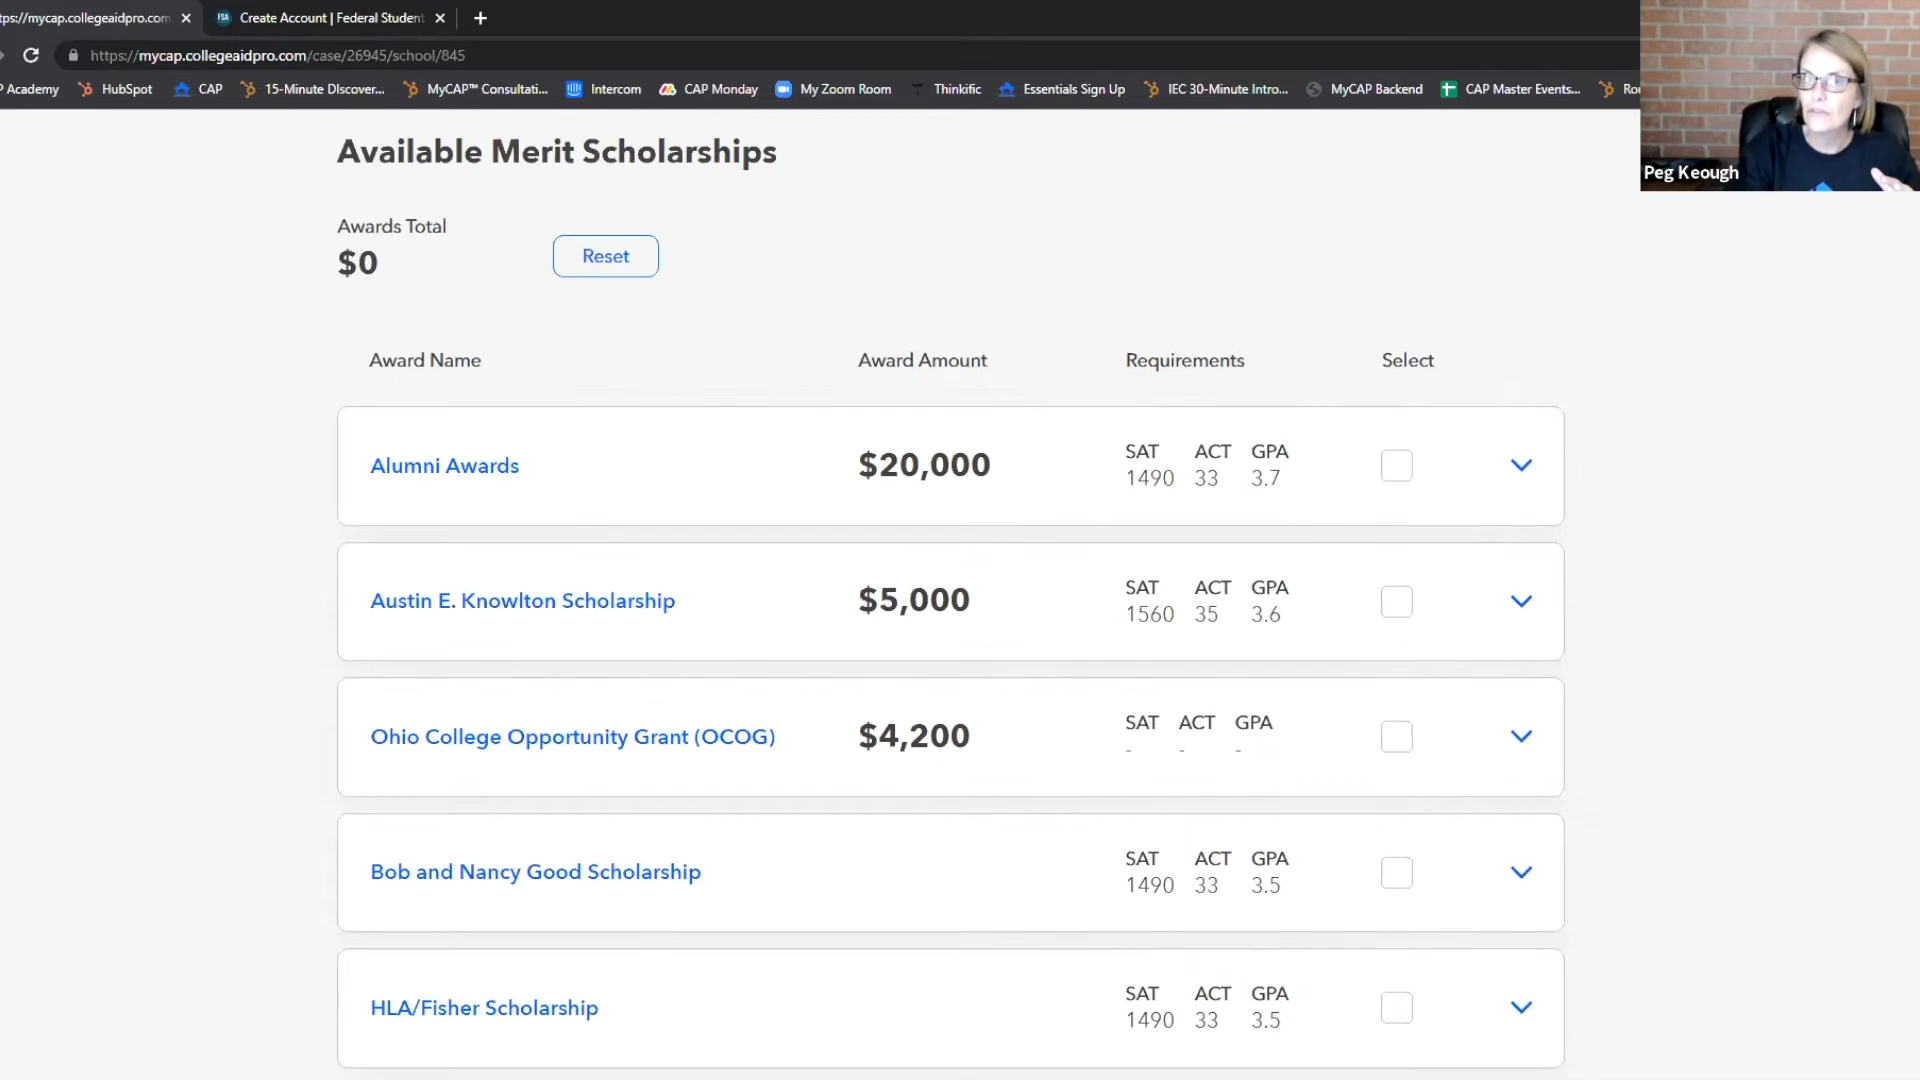 tps://mycap.collegeaidpro.com
Create Account | Federal Student
https://mycap.collegeaidpro.com/case/26945/school/845
P Academy
HubSpot
CAP
15-Minute DIscover...
MyCAP™ Consultati...
Intercom
CAP Monday
My Zoom Room
Thinkific
Essentials Sign Up
IEC 30-Minute Intro...
MyCAP Backend
CAP Master Events...
Peg Keough
Available Merit Scholarships
Awards Total
$0
Reset
Award Name Award Amount Requirements Select
SAT ACT GPA
Alumni Awards $20,000
1490 33 3.7
SAT ACT GPA
Austin E. Knowlton Scholarship $5,000
1560 35 3.6
SAT ACT GPA
Ohio College Opportunity Grant (OCOG) $4,200
- - -
SAT ACT GPA
Bob and Nancy Good Scholarship
1490 33 3.5
SAT ACT GPA
HLA/Fisher Scholarship
1490 33 3.5